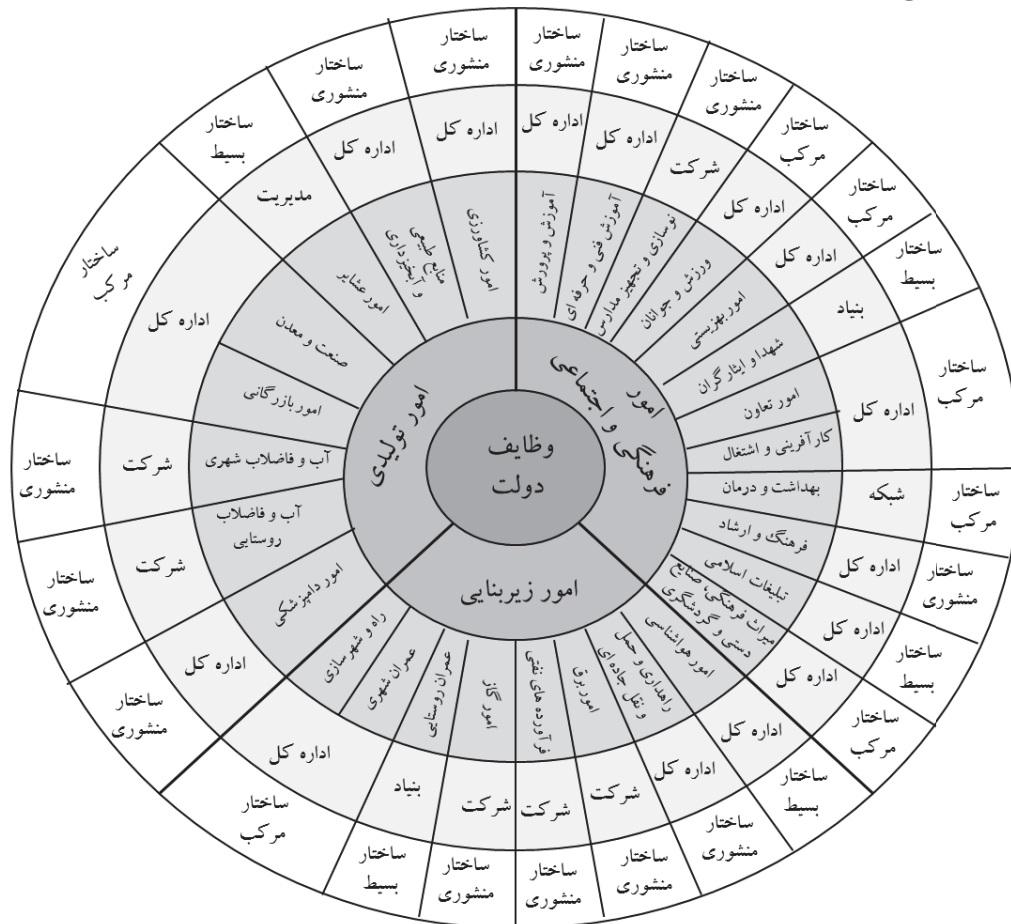 وظایف
دولت
امور
فرهنگی و اجتماعی
امور زیربنایی
امور تولیدی
آموزش و پرورش
اداره کل
ساختار
منشوری
آموزش فنی و حرفه ای
اداره کل
ساختار
منشوری
نوسازی و تجهیز مدارس
شرکت
ساختار
منشوری
ورزش و جوانان
اداره کل
ساختار
مرکب
امور بهزیستی
اداره کل
ساختار
مرکب
شهدا و ایثارگران
بنیاد
ساختار
بسیط
امور تعاون
کارآفرینی و اشتغال
اداره کل
ساختار
مرکب
بهداشت و درمان
شبکه
ساختار
مرکب
فرهنگ و ارشاد
اداره کل
ساختار
منشوری
تبلیغات اسلامی
اداره کل
ساختار
بسیط
میراث فرهنگی، صنایع
دستی و گردشگری
اداره کل
ساختار
مرکب
امور هواشناسی
اداره کل
ساختار
بسیط
راهداری و حمل
و نقل جاده ای
اداره کل
ساختار
منشوری
امور برق
شرکت
ساختار
منشوری
فرآورده های نفتی
شرکت
ساختار
منشوری
امور گاز
شرکت
ساختار
منشوری
عمران روستایی
بنیاد
ساختار
بسیط
عمران شهری
راه و شهر سازی
اداره کل
ساختار
مرکب
امور دامپزشکی
اداره کل
ساختار
منشوری
آب و فاضلاب
روستایی
شرکت
ساختار
منشوری
آب و فاضلاب شهری
شرکت
ساختار
منشوری
امور بازرگانی
صنعت و معدن
اداره کل
ساختار
مرکب
امور عشایر
مدیریت
ساختار
بسیط
منابع طبیعی
و آبخیزداری
اداره کل
ساختار
منشوری
امور کشاورزی
اداره کل
ساختار
منشوری